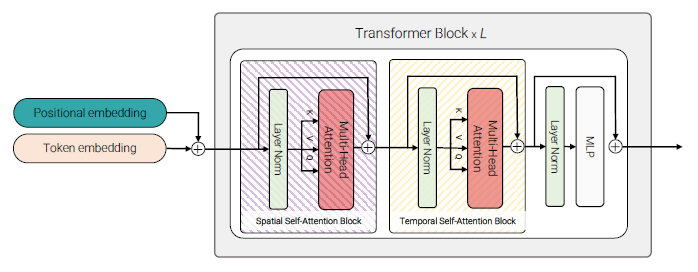 Transformer Block x L
Positional embedding
Token embedding
Layer Norm
K
V
Q
Multi-Head
Attention
Spatial Self-Attention Block
Layer Norm
K
V
Q
Multi-Head
Attention
Temporal Self-Attention Block
Layer Norm
MLP